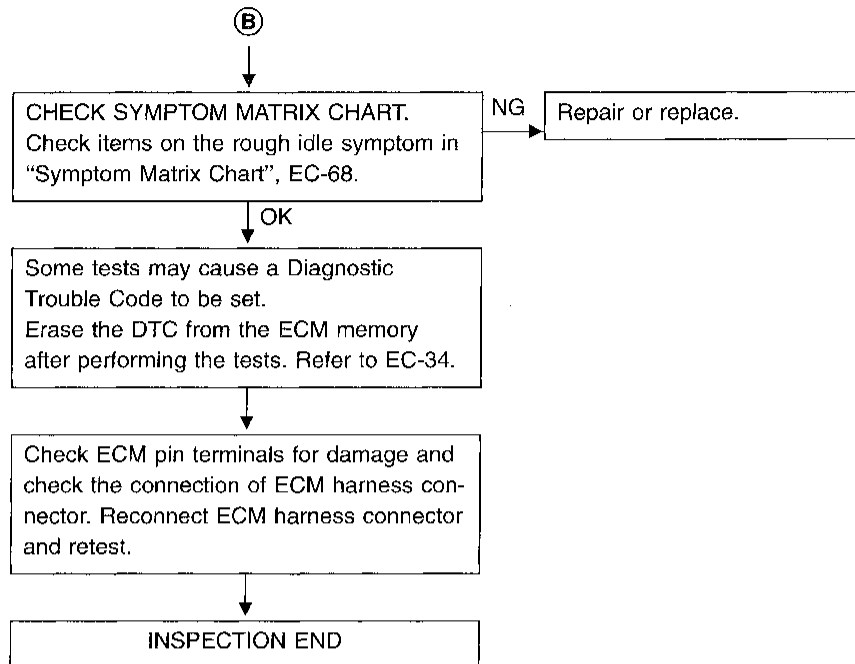 B
CHECK SYMPTOM MATRIX CHART.
Check items on the rough idle symptom in
“Symptom Matrix Chart”, EC-68.
NG
Repair or replace.
OK
Some tests may cause a Diagnostic
Trouble Code to be set.
Erase the DTC from the ECM memory
after performing the tests. Refer to EC-34.
Check ECM pin terminals for damage and
check the connection of ECM harness con-
nector. Reconnect ECM harness connector
and retest.
INSPECTION END